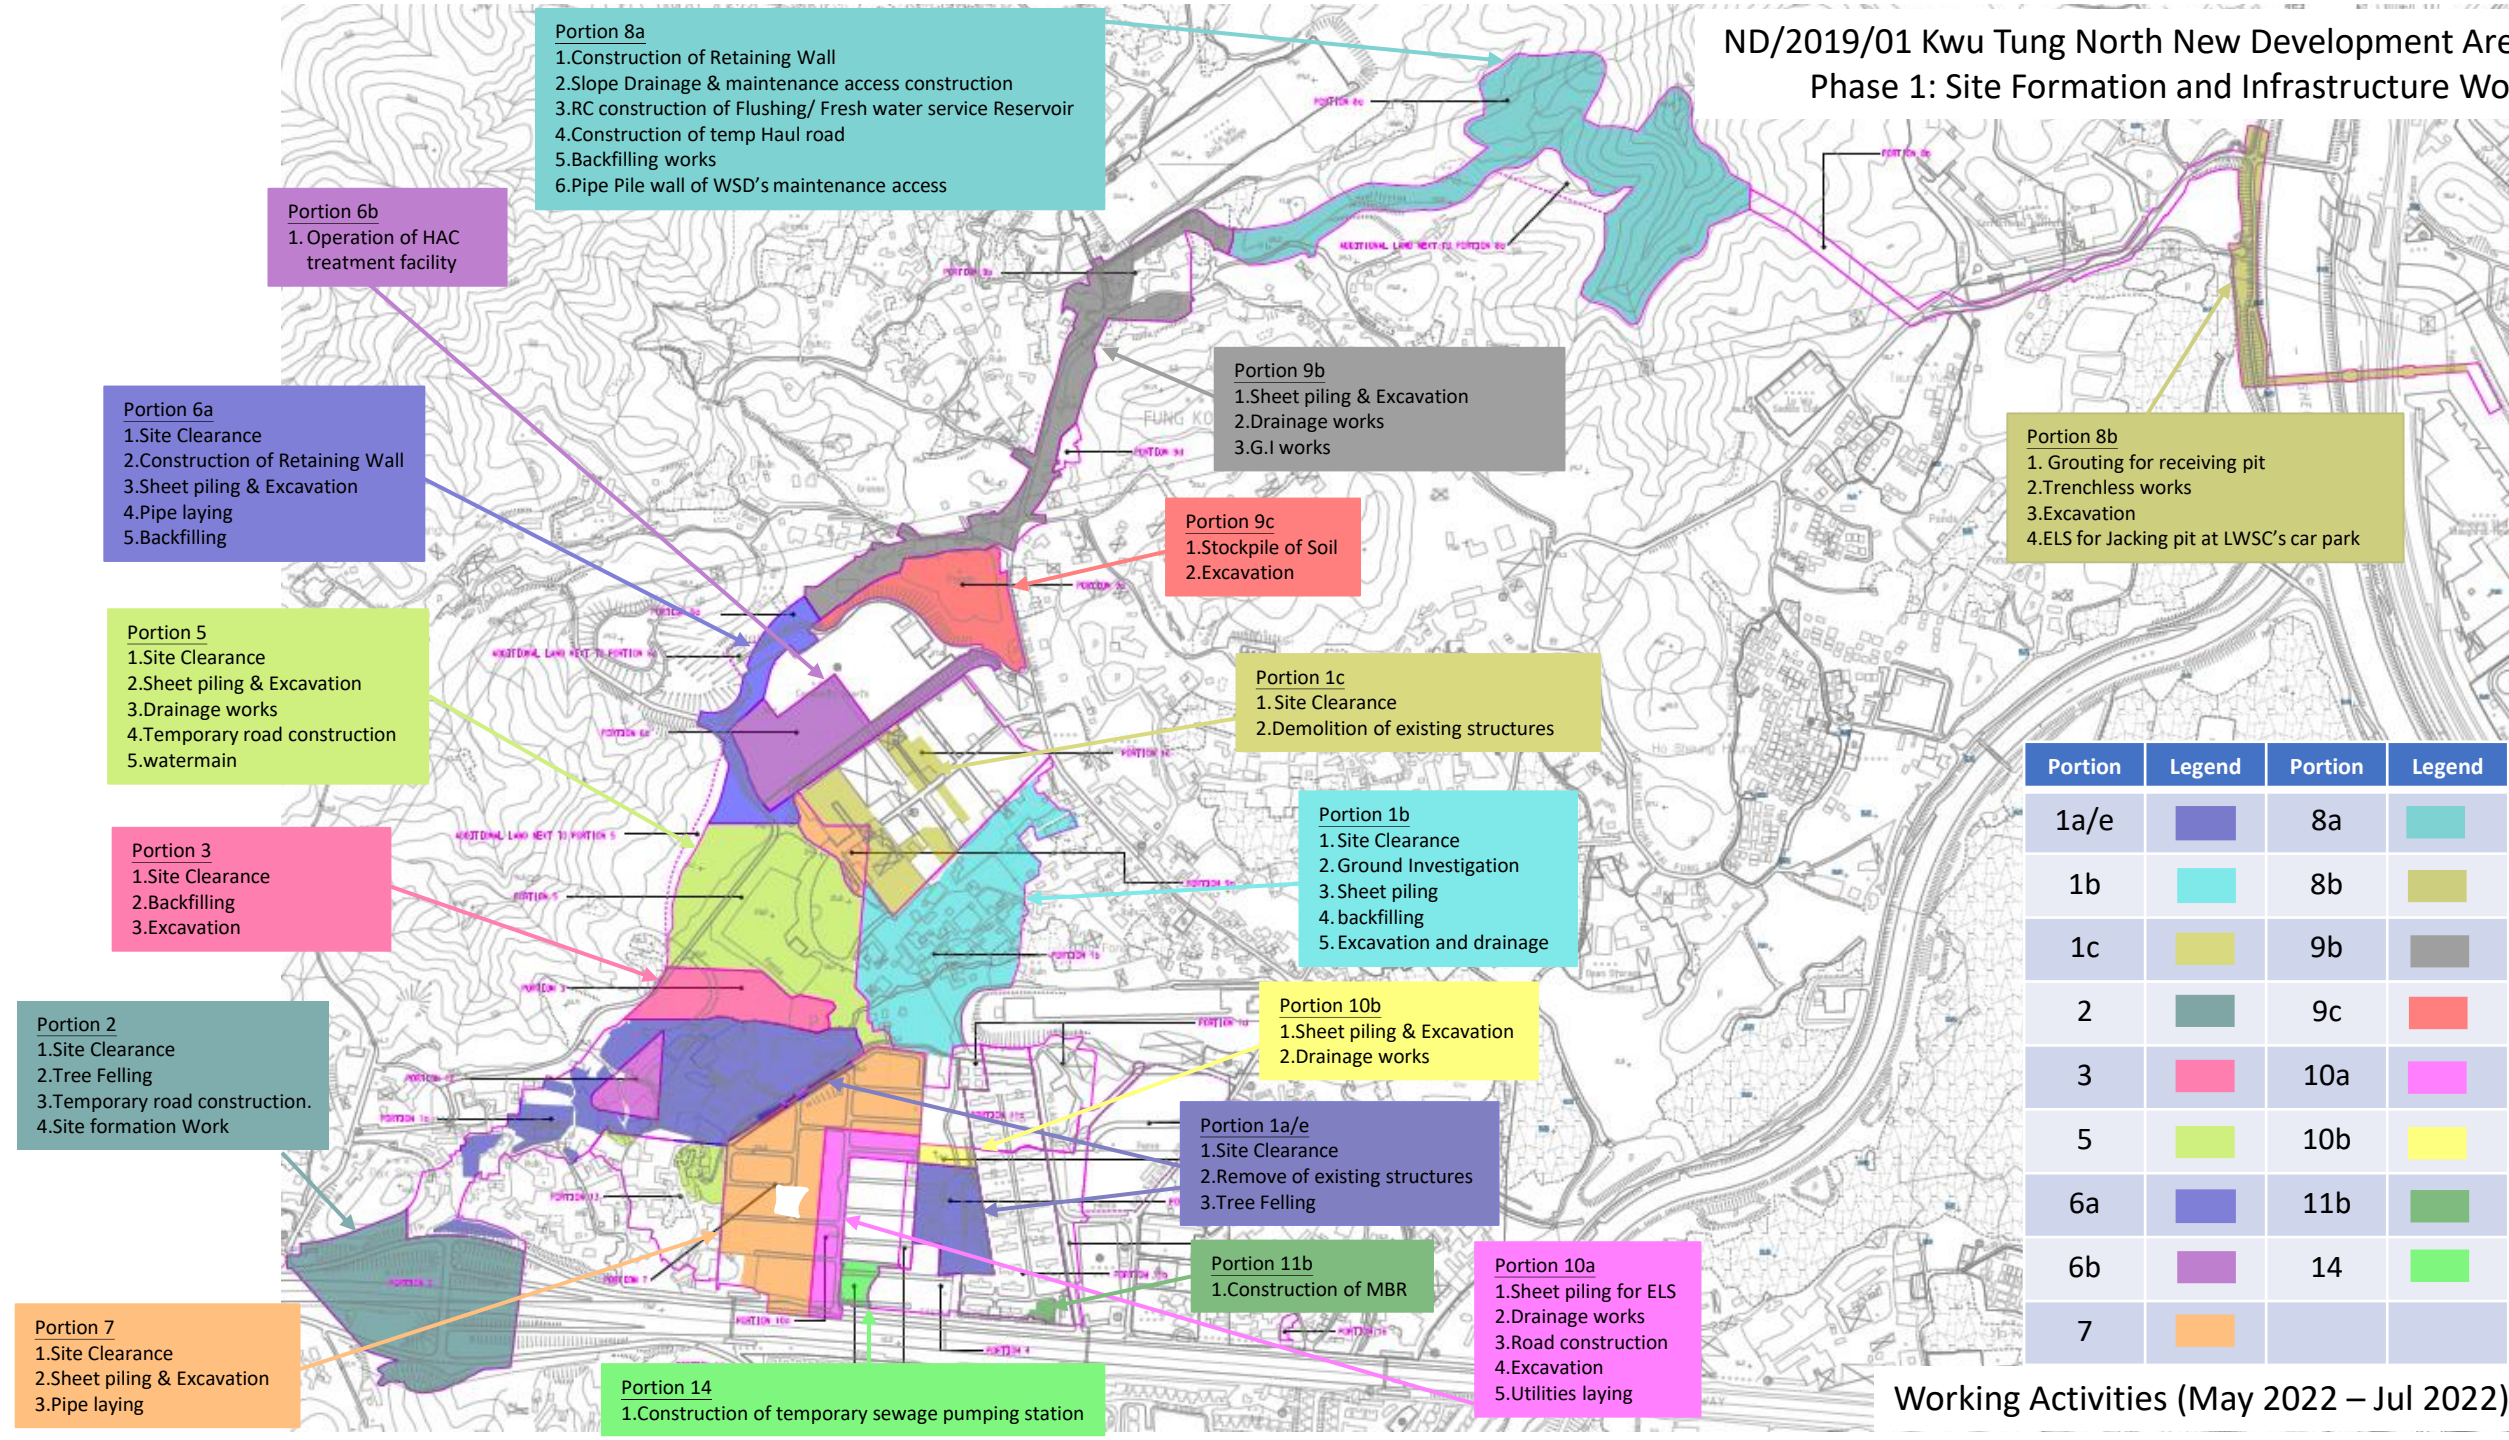 ND/2019/01 Kwu Tung North New Development Are
Phase 1: Site Formation and Infrastructure Wo
Portion 8a
1.Construction of Retaining Wall
2.Slope Drainage & maintenance access construction
3.RC construction of Flushing/ Fresh water service Reservoir
4.Construction of temp Haul road
5.Backfilling works
6.Pipe Pile wall of WSD's maintenance access
Portion 6b
1. Operation of HAC
treatment facility
Portion 9b
1.Sheet piling & Excavation
2.Drainage works
3.G.I works
Portion 6a
1.Site Clearance
2.Construction of Retaining Wall
3.Sheet piling & Excavation
4.Pipe laying
5.Backfilling
Portion 8b
1. Grouting for receiving pit
2.Trenchless works
3.Excavation
4.ELS for Jacking pit at LWSC's car park
Portion 9c
1.Stockpile of Soil
2.Excavation
Portion 5
1.Site Clearance
2.Sheet piling & Excavation
3.Drainage works
4.Temporary road construction
5.watermain
Portion 1c
1. Site Clearance
2.Demolition of existing structures
Portion 1b
1. Site Clearance
2. Ground Investigation
3. Sheet piling
4. backfilling
5. Excavation and drainage
Portion 3
1.Site Clearance
2.Backfilling
3.Excavation
Portion 10b
1.Sheet piling & Excavation
2.Drainage works
Portion 2
1.Site Clearance
2.Tree Felling
3.Temporary road construction.
4.Site formation Work
Portion 1a/e
1.Site Clearance
2.Remove of existing structures
3.Tree Felling
Portion 11b
1.Construction of MBR
Portion 10a
1.Sheet piling for ELS
2.Drainage works
3.Road construction
4.Excavation
5.Utilities laying
Portion 7
1.Site Clearance
2.Sheet piling & Excavation
3.Pipe laying
Portion 14
1.Construction of temporary sewage pumping station
Portion Legend Portion Legend
1a/e 8a
1b 8b
1c 9b
2 9c
3 10a
5 10b
6a 11b
6b 14
7
Working Activities (May 2022 – Jul 2022)
ADDITIONAL LAND NEXT TO PORTION 5
PORTION 5
PORTION 3
PORTION 7
PORTION 4